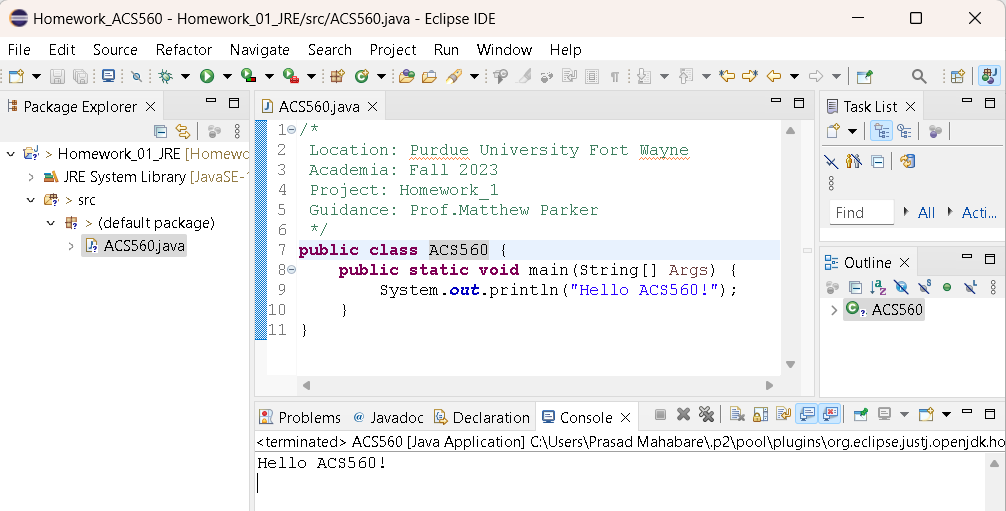 Homework_ACS560 - Homework_01_JRE/src/ACS560.java - Eclipse IDE
File Edit Source Refactor Navigate Search Project Run Window Help
Package Explorer
> Homework_01_JRE [Homewo
JRE System Library [JavaSE-1
> src
> (default package)
ACS560.java
ACS560.java
1 /*
2 Location: Purdue University Fort Wayne
3 Academia: Fall 2023
4 Project: Homework_1
5 Guidance: Prof.Matthew Parker
6 */
7 public class ACS560 {
8 public static void main(String[] Args) {
9 System.out.println("Hello ACS560!");
10 }
11 }
Task List
Find All Acti...
Outline
ACS560
Problems @ Javadoc Declaration Console
<terminated> ACS560 [Java Application] C:\Users\Prasad Mahabare\.p2\pool\plugins\org.eclipse.justj.openjdk.ho
Hello ACS560!